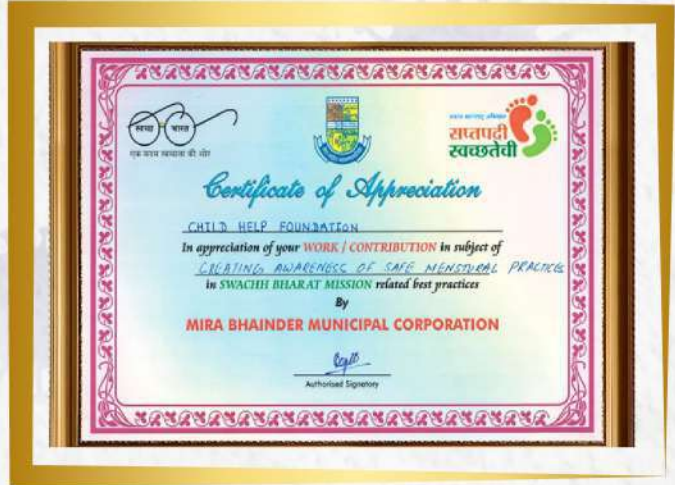 स्वच्छ भारत
एक कदम स्वच्छता की ओर
सप्तपदी
स्वच्छतेची
Certificate of Appreciation
CHILD HELP FOUNDATION
In appreciation of your WORK / CONTRIBUTION in subject of
CREATING AWARENESS OF SAFE MENSTURAL PRACTICES
in SWACHH BHARAT MISSION related best practices
By
MIRA BHAINDER MUNICIPAL CORPORATION
Authorised Signatory